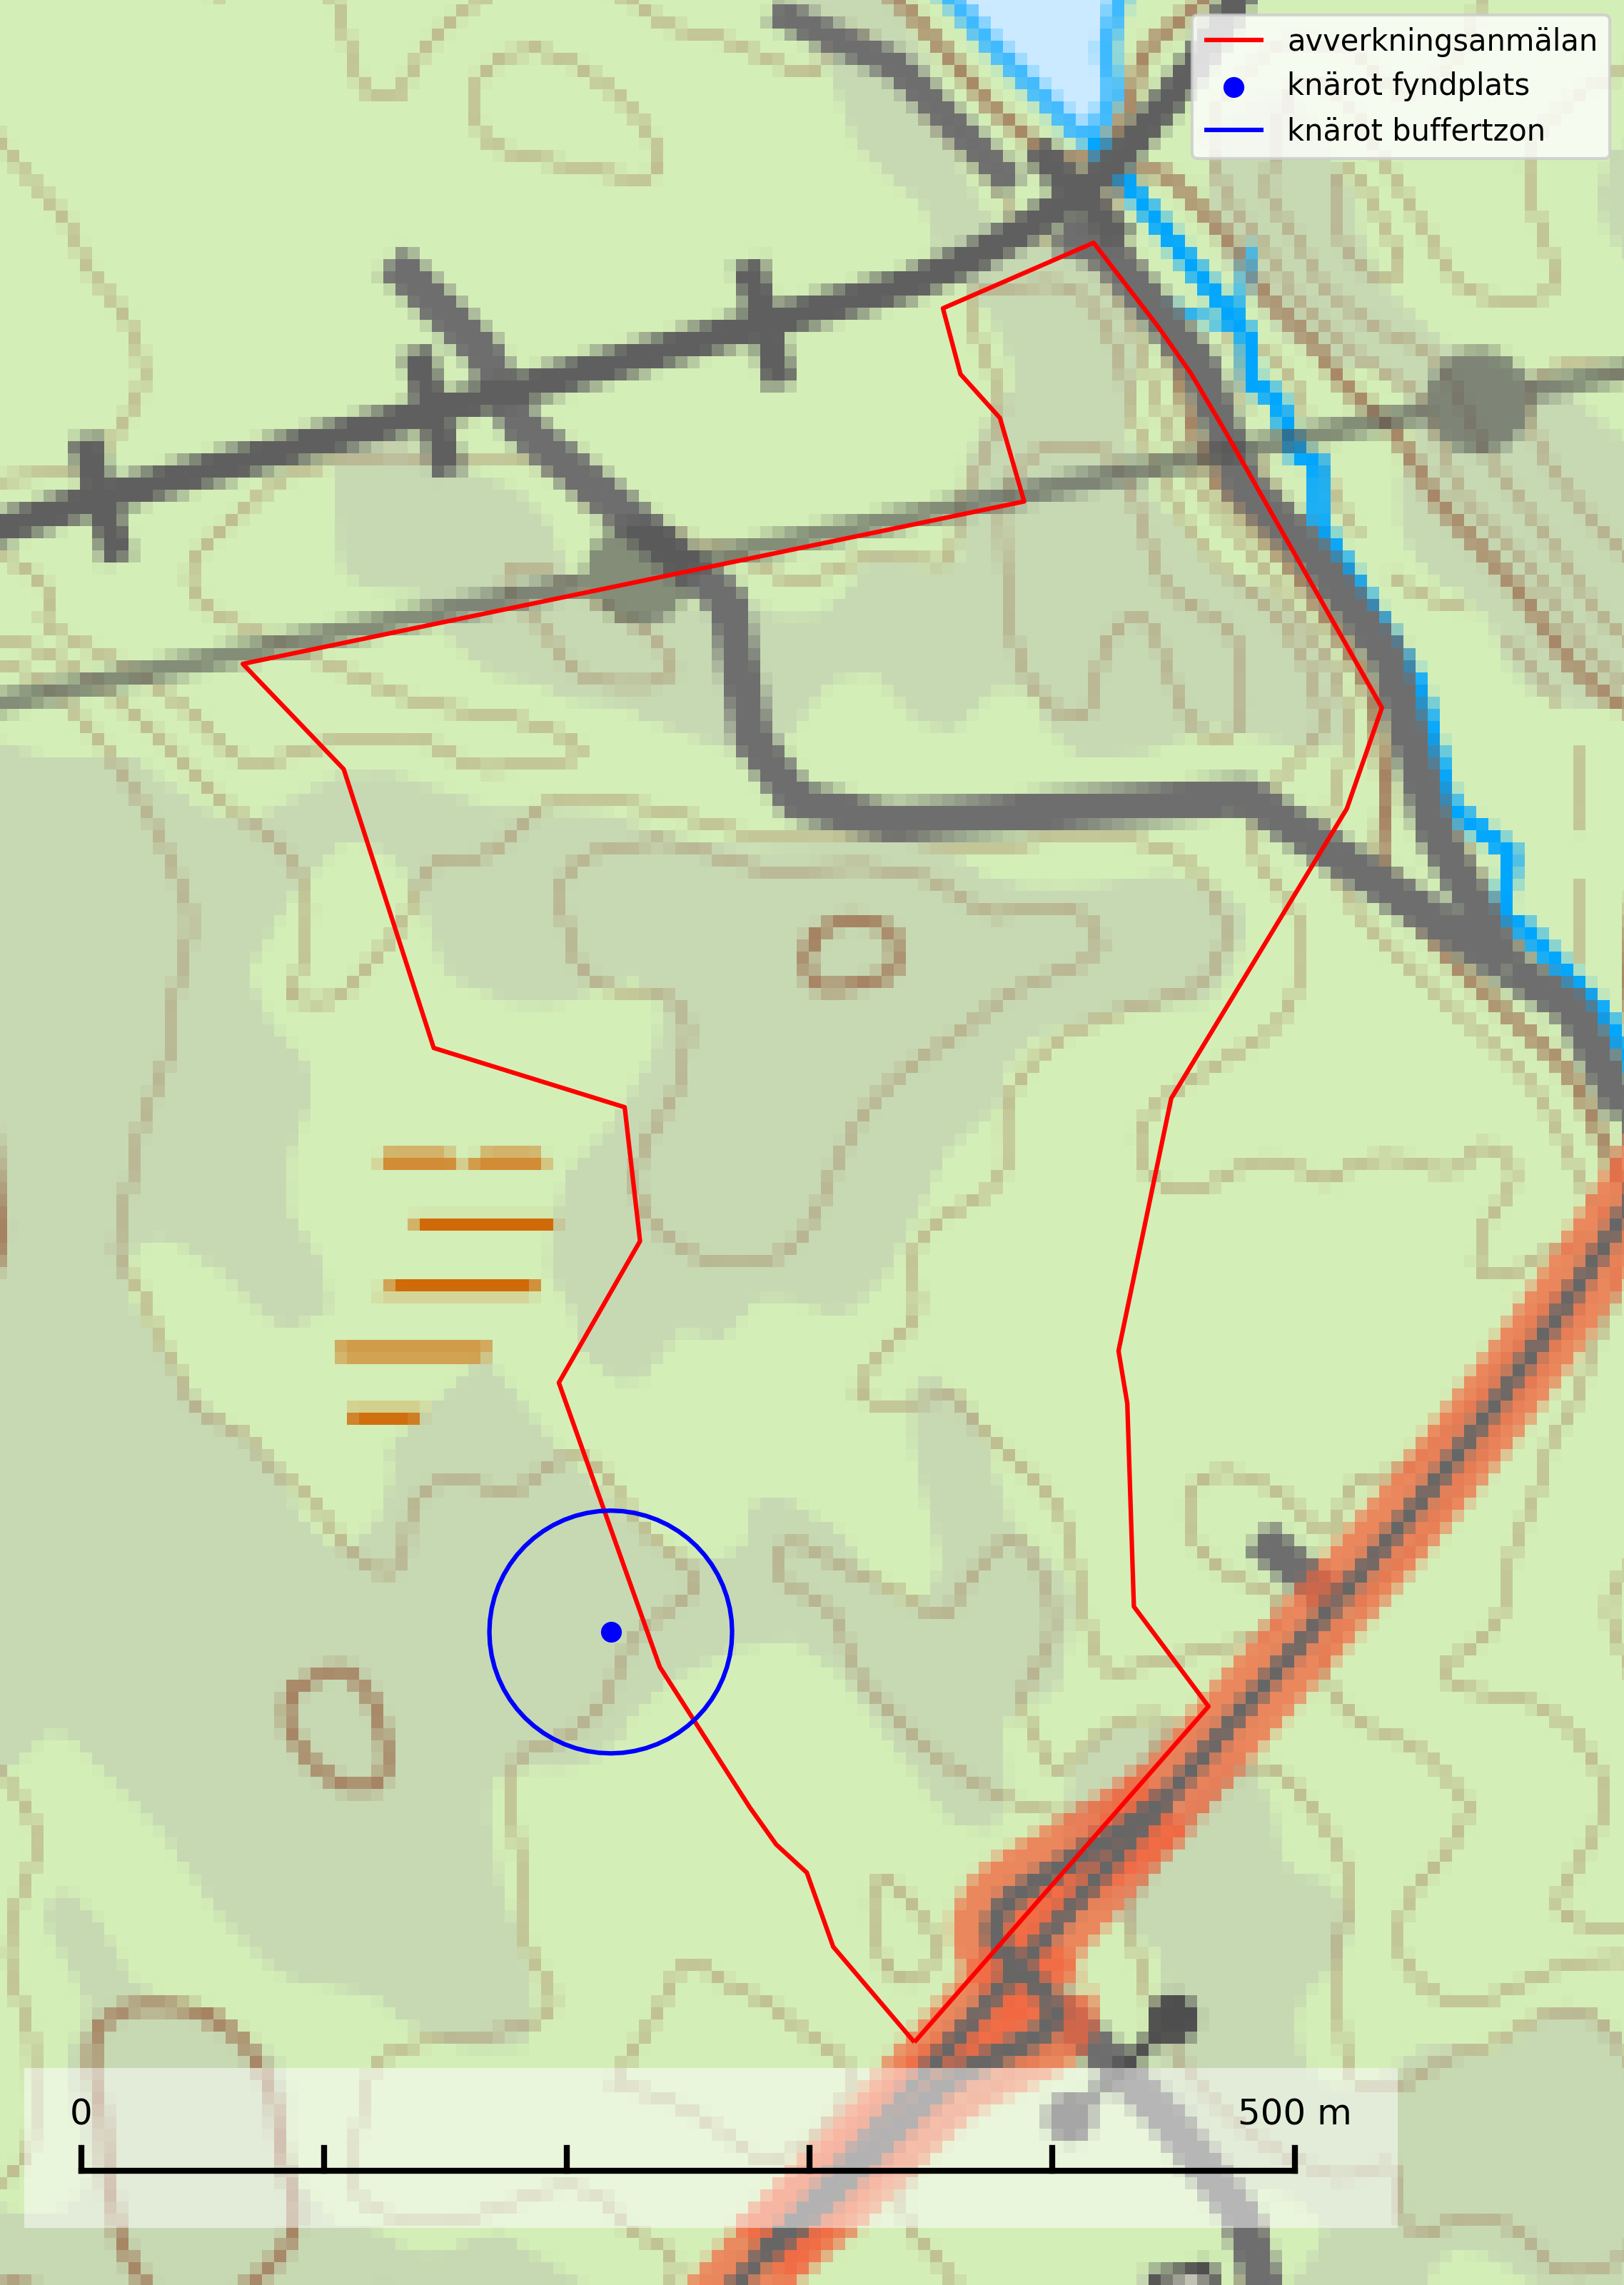 avverkningsanmälan
knärot fyndplats
knärot buffertzon
0 500 m